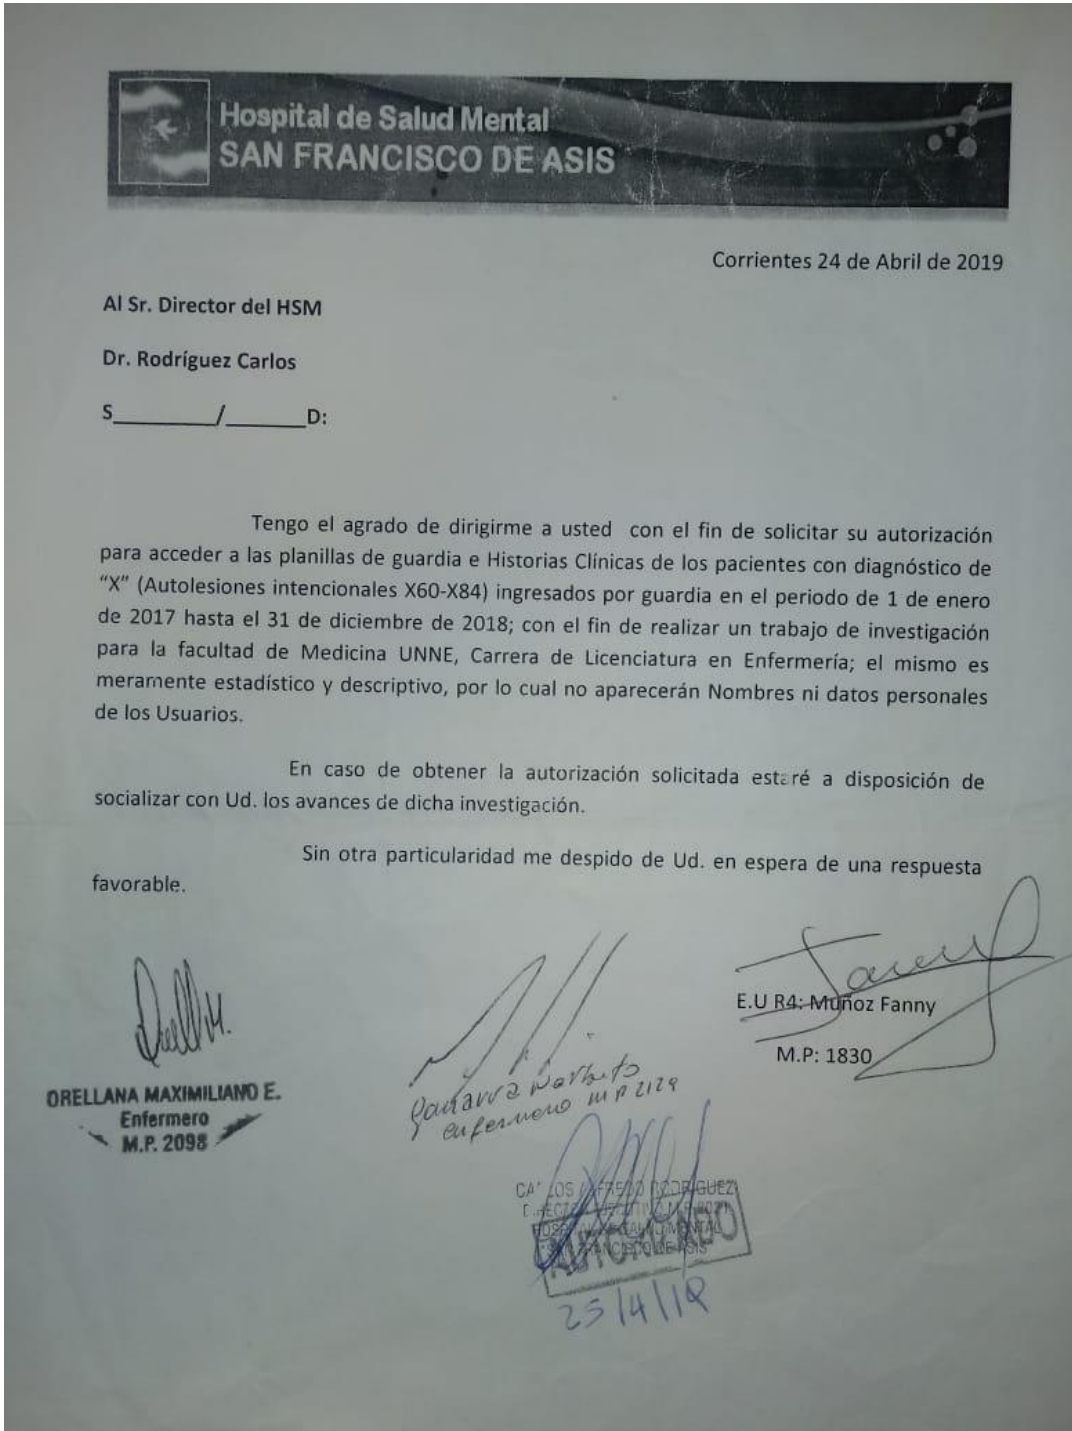 Hospital de Salud Mental
SAN FRANCISCO DE ASIS
Corrientes 24 de Abril de 2019
Al Sr. Director del HSM
Dr. Rodríguez Carlos
S_________/_______D:
Tengo el agrado de dirigirme a usted con el fin de solicitar su autorización
para acceder a las planillas de guardia e Historias Clínicas de los pacientes con diagnóstico de
“X” (Autolesiones intencionales X60-X84) ingresados por guardia en el periodo de 1 de enero
de 2017 hasta el 31 de diciembre de 2018; con el fin de realizar un trabajo de investigación
para la facultad de Medicina UNNE, Carrera de Licenciatura en Enfermería; el mismo es
meramente estadístico y descriptivo, por lo cual no aparecerán Nombres ni datos personales
de los Usuarios.
En caso de obtener la autorización solicitada estaré a disposición de
socializar con Ud. los avances de dicha investigación.
Sin otra particularidad me despido de Ud. en espera de una respuesta
favorable.
E.U R4: Muñoz Fanny
M.P: 1830
ORELLANA MAXIMILIANO E.
Enfermero
M.P. 2098
enfermero MP 2129
RODRIGUEZ
SAN FRANCISCO DE ASIS
AUTORIZADO
25/4/19